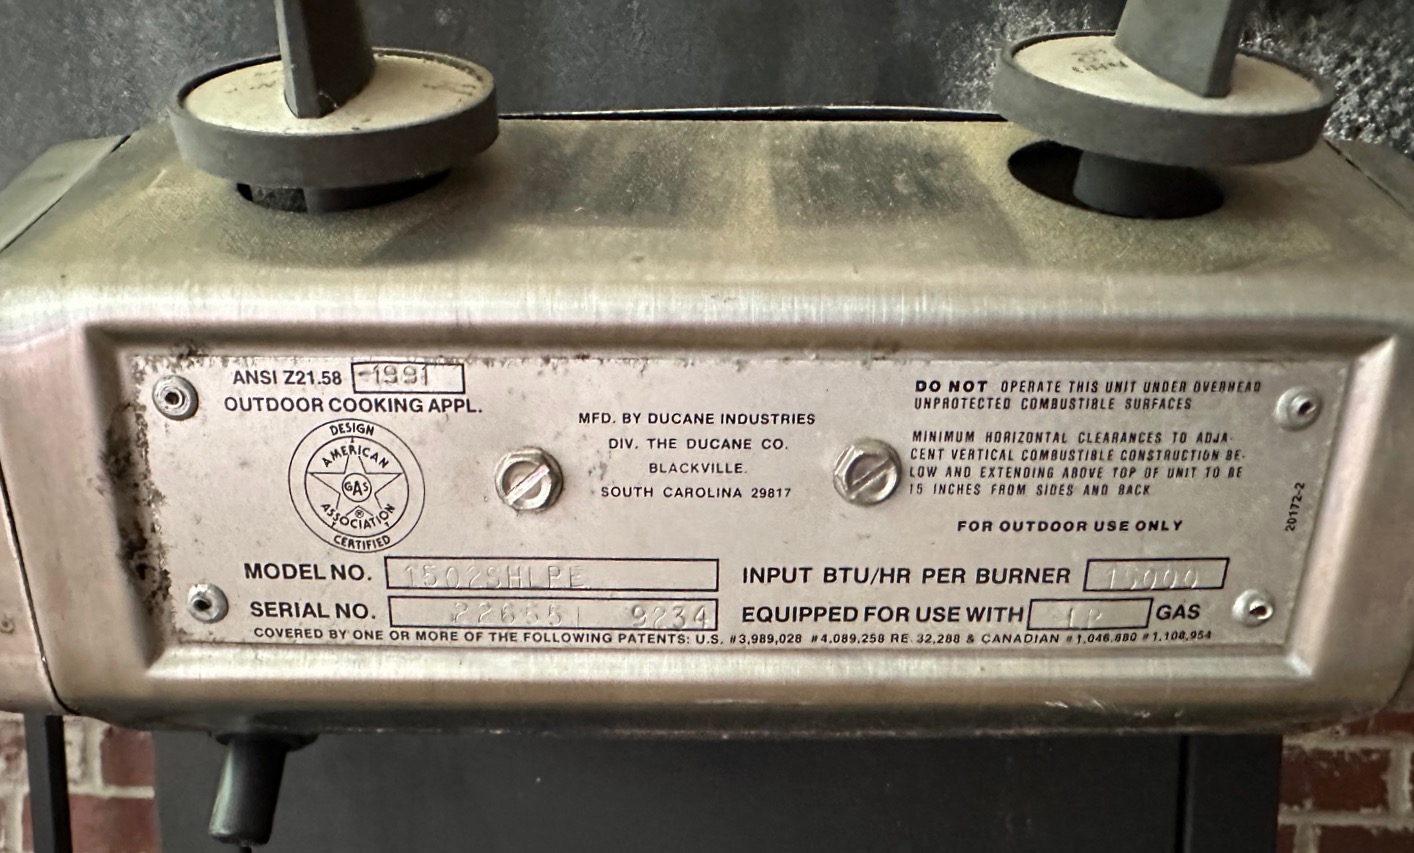 ANSI Z21.58 -1991
OUTDOOR COOKING APPL.
DESIGN
AMERICAN
GAS
®
ASSOCIATION
CERTIFIED
MFD. BY DUCANE INDUSTRIES
DIV. THE DUCANE CO.
BLACKVILLE.
SOUTH CAROLINA 29817
DO NOT OPERATE THIS UNIT UNDER OVERHEAD
UNPROTECTED COMBUSTIBLE SURFACES
MINIMUM HORIZONTAL CLEARANCES TO ADJA-
CENT VERTICAL COMBUSTIBLE CONSTRUCTION BE-
LOW AND EXTENDING ABOVE TOP OF UNIT TO BE
15 INCHES FROM SIDES AND BACK
FOR OUTDOOR USE ONLY
20172-2
MODEL NO. 1502SHLPE
INPUT BTU/HR PER BURNER 15000
SERIAL NO. 226551 9234
EQUIPPED FOR USE WITH LP GAS
COVERED BY ONE OR MORE OF THE FOLLOWING PATENTS: U.S. #3,989,028 #4,089,258 RE. 32,288 & CANADIAN #1,046,880 #1,108,954